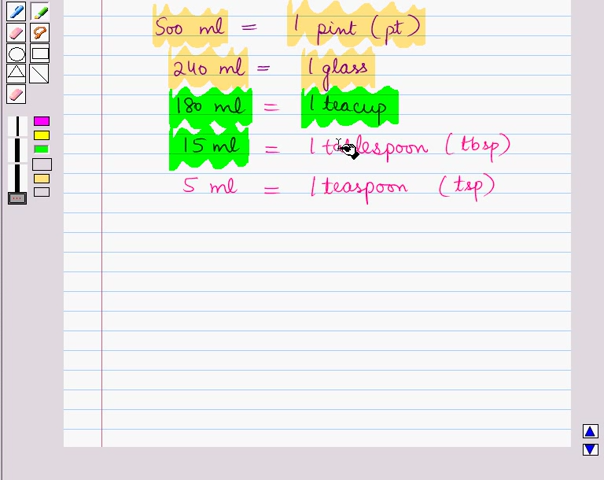 500 ml = 1 pint (pt)
240 ml = 1 glass
180 ml = 1 teacup
15 ml = 1 tablespoon (tbsp)
5 ml = 1 teaspoon (tsp)